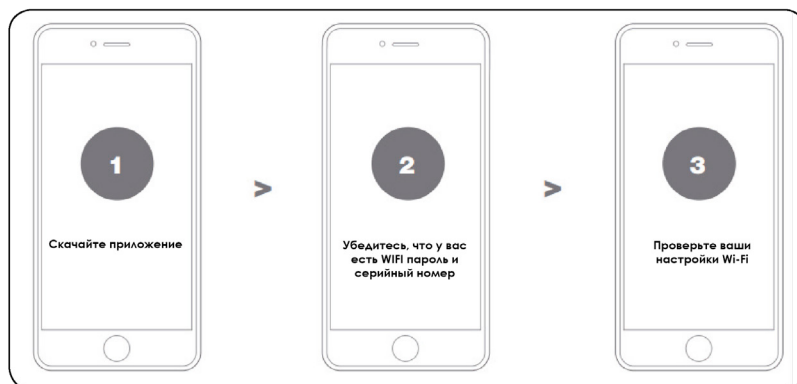 1
Скачайте приложение
>
2
Убедитесь, что у вас
есть WIFI пароль и
серийный номер
>
3
Проверьте ваши
настройки Wi-Fi